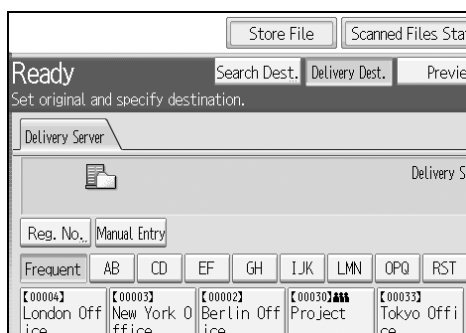 Store File Scanned Files Sta
Ready Search Dest. Delivery Dest. Previe
Set original and specify destination.
Delivery Server
Delivery S
Reg. No. Manual Entry
Frequent AB CD EF GH IJK LMN OPQ RST
【00004】 【00003】 【00002】 【00030】 【00033】
London Off New York O Berlin Off Project Tokyo Offi
ice ffice ice ce